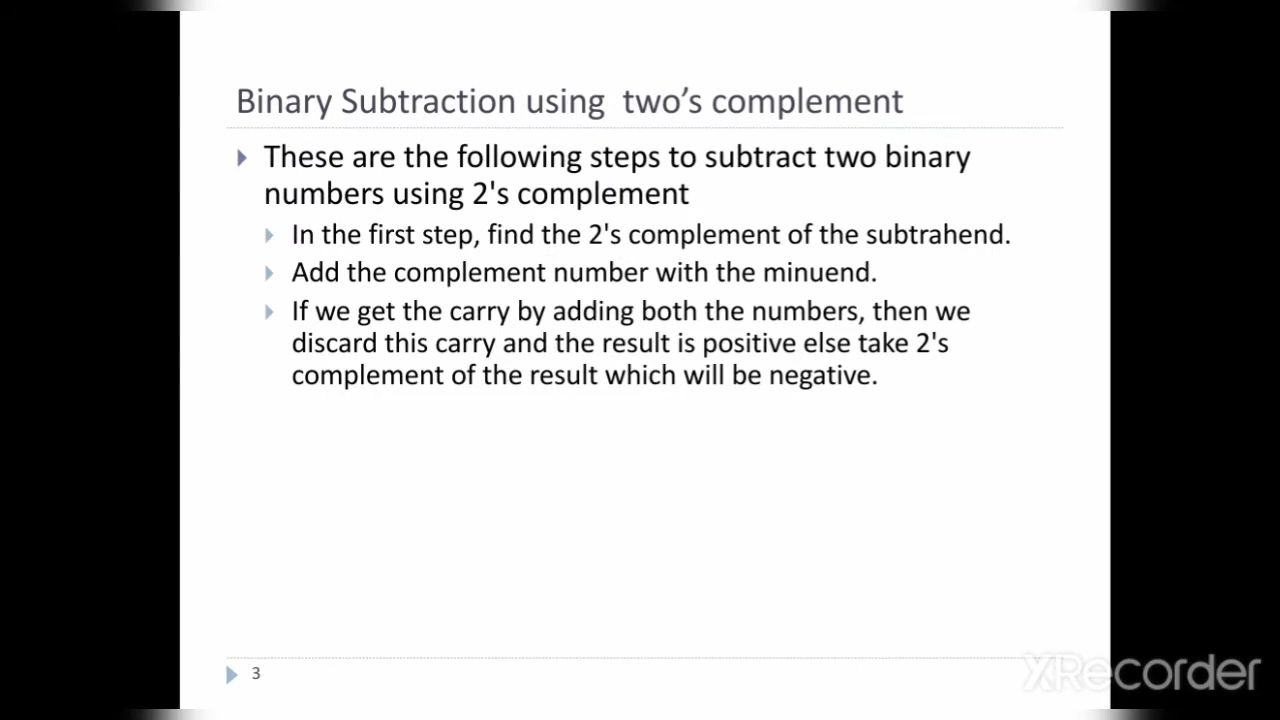 Binary Subtraction using  two’s complement
These are the following steps to subtract two binary
numbers using 2's complement
In the first step, find the 2's complement of the subtrahend.
Add the complement number with the minuend.
If we get the carry by adding both the numbers, then we
discard this carry and the result is positive else take 2's
complement of the result which will be negative.
3
XRecorder